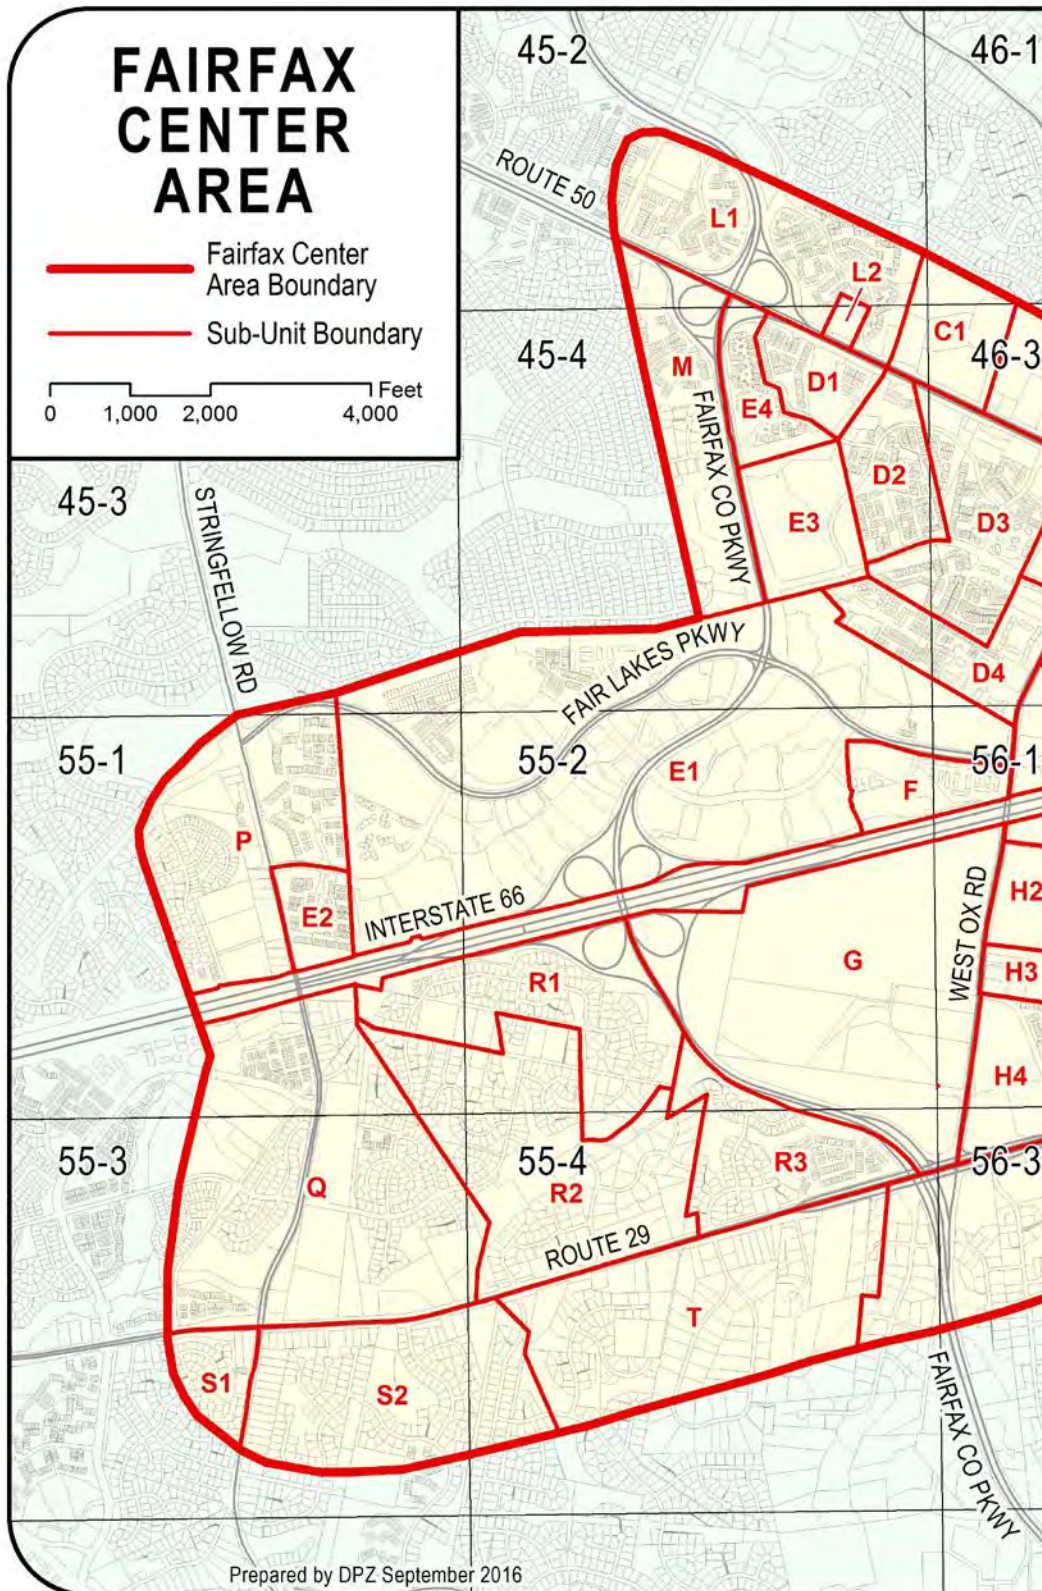 FAIRFAX
CENTER
AREA
Fairfax Center
Area Boundary
Sub-Unit Boundary
Feet
0 1,000 2,000 4,000
45-2
46-1
ROUTE 50
L1
L2
C1
46-3
45-4
M
D1
E4
FAIRFAX CO PKWY
D2
D3
E3
45-3
STRINGFELLOW RD
FAIR LAKES PKWY
D4
55-1
55-2
E1
56-1
F
P
E2
INTERSTATE 66
WEST OX RD
H2
G
H3
R1
H4
55-3
55-4
R3
56-3
Q
R2
ROUTE 29
T
S1
S2
FAIRFAX CO PKWY
Prepared by DPZ September 2016